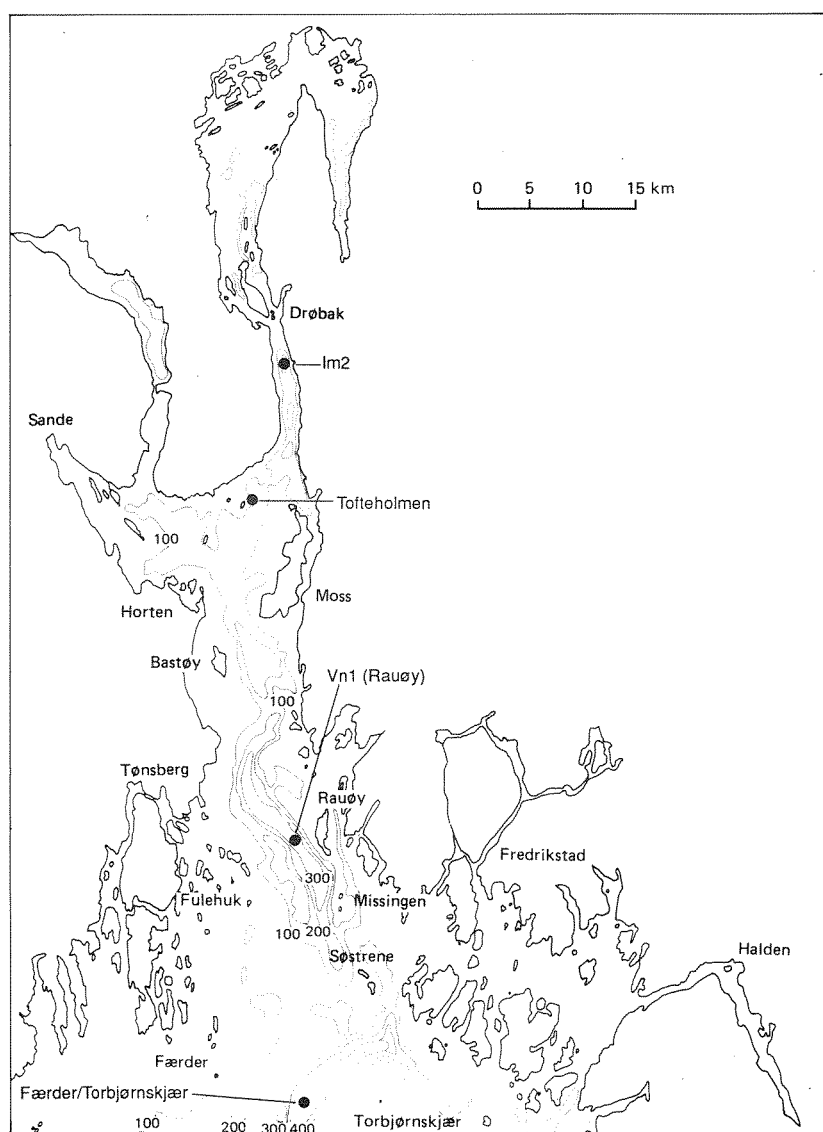 0 5 10 15 km
Drøbak
Im2
Sande
Tofteholmen
100
Horten
Moss
Bastøy
Vn1 (Rauøy)
100
Tønsberg
Rauøy
Fredrikstad
300
Fulehuk
Missingen
100 200
Søstrene
Halden
Færder
Færder/Torbjørnskjær
100 200 300 400
Torbjørnskjær